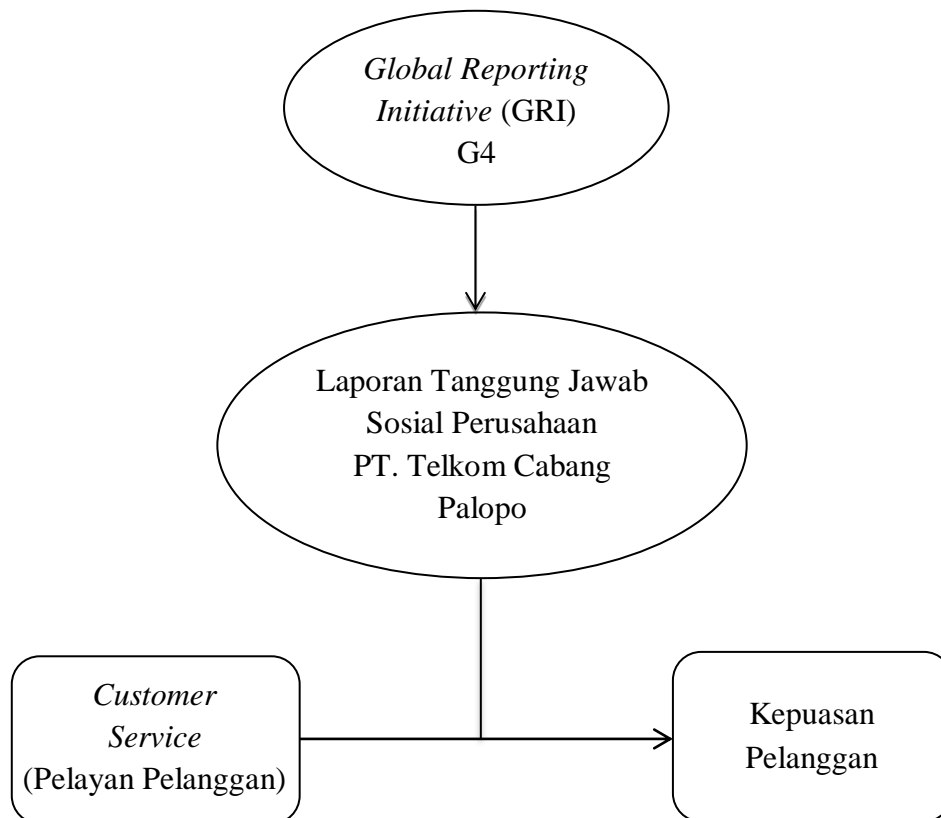 Global Reporting
Initiative (GRI)
G4
Laporan Tanggung Jawab
Sosial Perusahaan
PT. Telkom Cabang
Palopo
Customer
Service
(Pelayan Pelanggan)
Kepuasan
Pelanggan